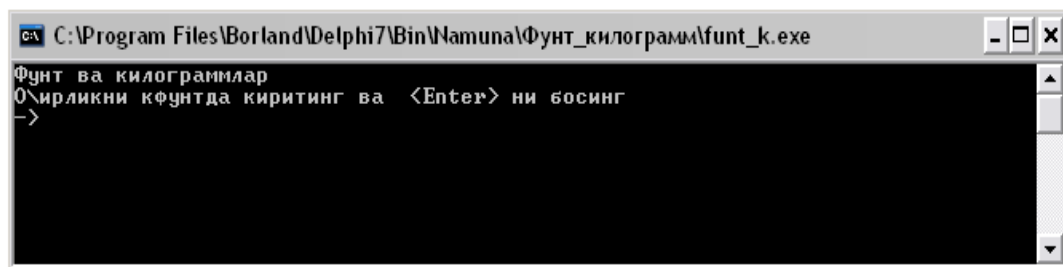 C:\Program Files\Borland\Delphi7\Bin\Namuna\Фунт_килограмм\funt_k.exe
Фунт ва килограммлар
О\ирликни кфунтда киритинг ва <Enter> ни босинг
->